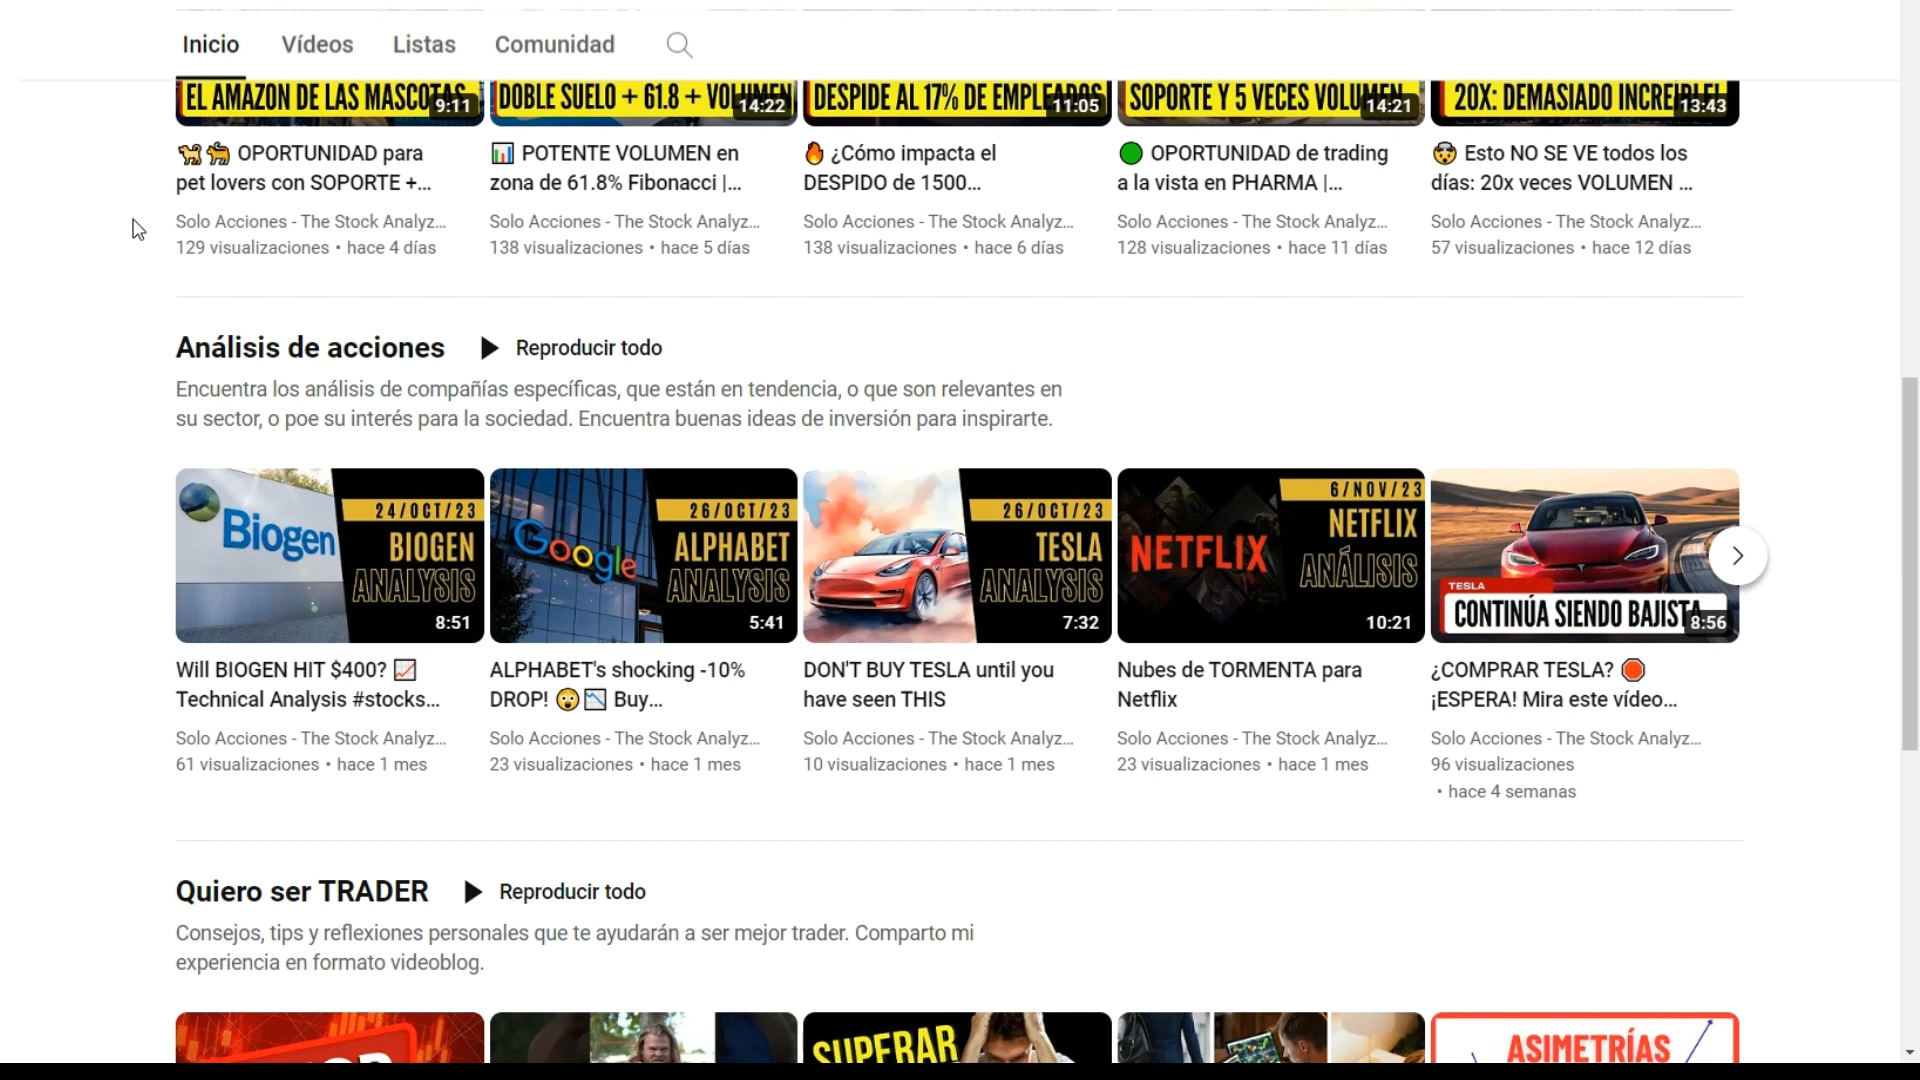 Inicio
Vídeos
Listas
Comunidad
EL AMAZON DE LAS MASCOTAS
9:11
DOBLE SUELO + 61.8 + VOLUMEN
14:22
DESPIDE AL 17% DE EMPLEADOS
11:05
SOPORTE Y 5 VECES VOLUMEN
14:21
20X: DEMASIADO INCREIBLE!
13:43
🐕🐈 OPORTUNIDAD para
pet lovers con SOPORTE +...
Solo Acciones - The Stock Analyz...
129 visualizaciones • hace 4 días
📊 POTENTE VOLUMEN en
zona de 61.8% Fibonacci |...
Solo Acciones - The Stock Analyz...
138 visualizaciones • hace 5 días
🔥 ¿Cómo impacta el
DESPIDO de 1500...
Solo Acciones - The Stock Analyz...
138 visualizaciones • hace 6 días
🟢 OPORTUNIDAD de trading
a la vista en PHARMA |...
Solo Acciones - The Stock Analyz...
128 visualizaciones • hace 11 días
🤯 Esto NO SE VE todos los
días: 20x veces VOLUMEN ...
Solo Acciones - The Stock Analyz...
57 visualizaciones • hace 12 días
Análisis de acciones
Reproducir todo
Encuentra los análisis de compañías específicas, que están en tendencia, o que son relevantes en
su sector, o poe su interés para la sociedad. Encuentra buenas ideas de inversión para inspirarte.
Biogen
24/OCT/23
BIOGEN
ANALYSIS
8:51
Google
26/OCT/23
ALPHABET
ANALYSIS
5:41
26/OCT/23
TESLA
ANALYSIS
7:32
NETFLIX
6/NOV/23
NETFLIX
ANÁLISIS
10:21
TESLA
CONTINÚA SIENDO BAJISTA
8:56
Will BIOGEN HIT $400? 📈
Technical Analysis #stocks...
Solo Acciones - The Stock Analyz...
61 visualizaciones • hace 1 mes
ALPHABET's shocking -10%
DROP! 😲📉 Buy...
Solo Acciones - The Stock Analyz...
23 visualizaciones • hace 1 mes
DON'T BUY TESLA until you
have seen THIS
Solo Acciones - The Stock Analyz...
10 visualizaciones • hace 1 mes
Nubes de TORMENTA para
Netflix
Solo Acciones - The Stock Analyz...
23 visualizaciones • hace 1 mes
¿COMPRAR TESLA? 🛑
¡ESPERA! Mira este vídeo...
Solo Acciones - The Stock Analyz...
96 visualizaciones
• hace 4 semanas
Quiero ser TRADER
Reproducir todo
Consejos, tips y reflexiones personales que te ayudarán a ser mejor trader. Comparto mi
experiencia en formato videoblog.
SUPERAR
ASIMETRÍAS